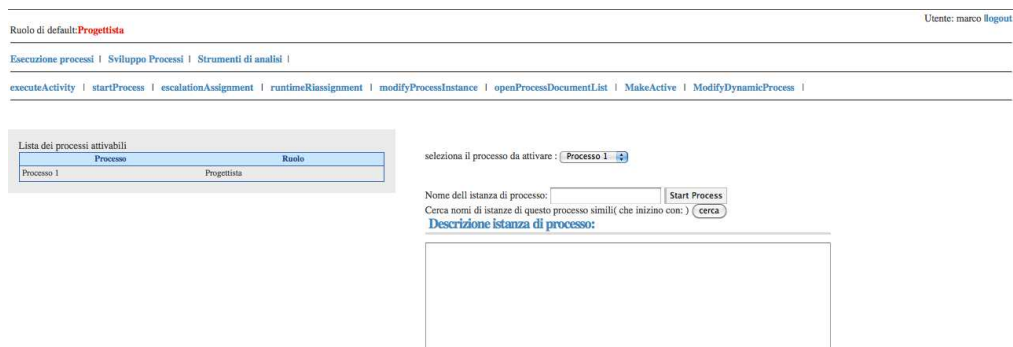 Utente: marco llogout
Ruolo di default:Progettista
Esecuzione processi | Sviluppo Processi | Strumenti di analisi |
executeActivity | startProcess | escalationAssignment | runtimeRiassignment | modifyProcessInstance | openProcessDocumentList | MakeActive | ModifyDynamicProcess |
Lista dei processi attivabili
Processo Ruolo
Processo 1 Progettista
seleziona il processo da attivare : Processo 1
Nome dell istanza di processo: Start Process
Cerca nomi di istanze di questo processo simili( che inizino con: ) cerca
Descrizione istanza di processo: